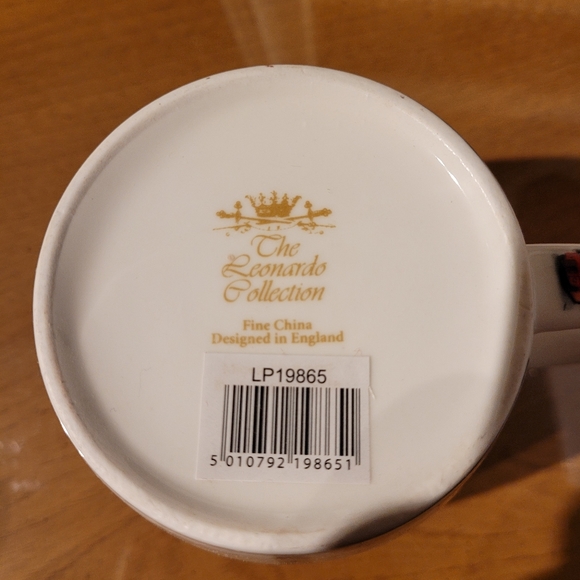 The
Leonardo
Collection
Fine China
Designed in England
LP19865
5 010792 198651